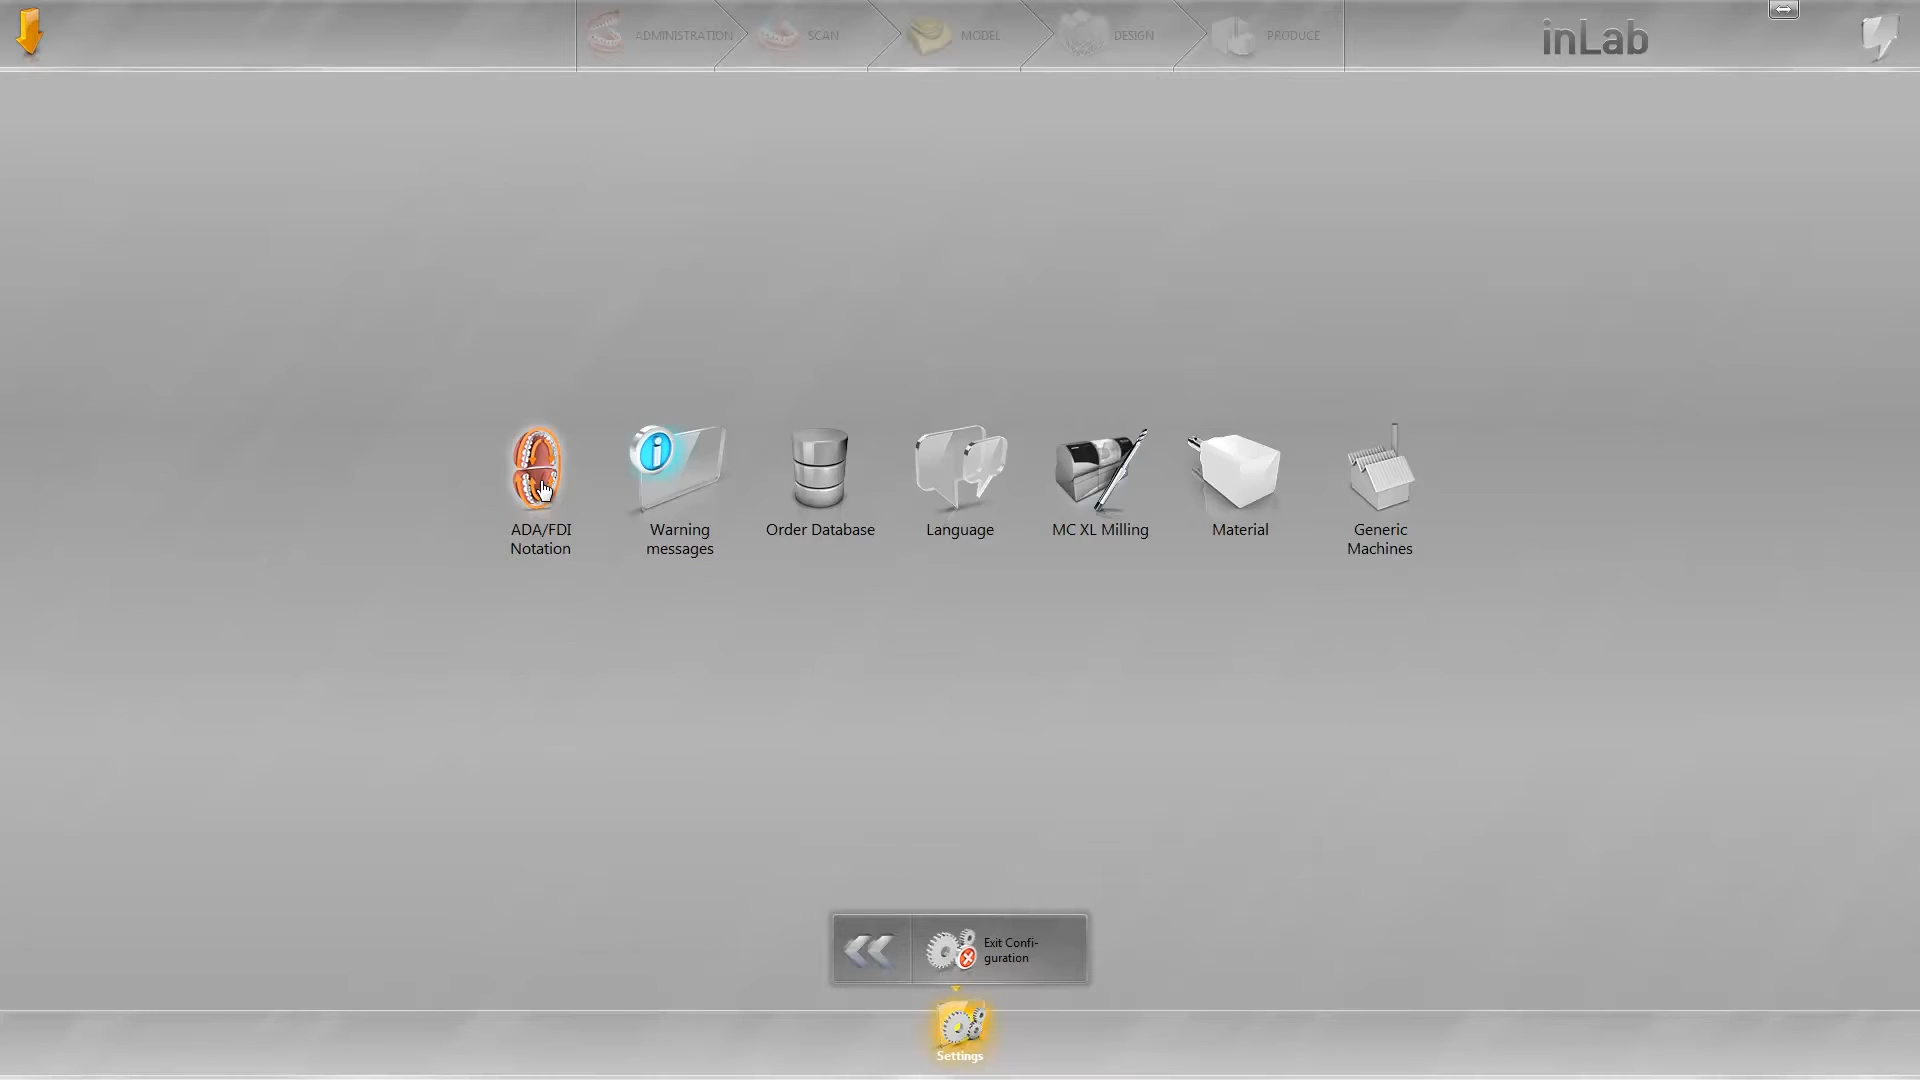 ADMINISTRATION
SCAN
MODEL
DESIGN
PRODUCE
inLab
ADA/FDI
Notation
Warning
messages
Order Database
Language
MC XL Milling
Material
Generic
Machines
Exit Confi-
guration
Settings